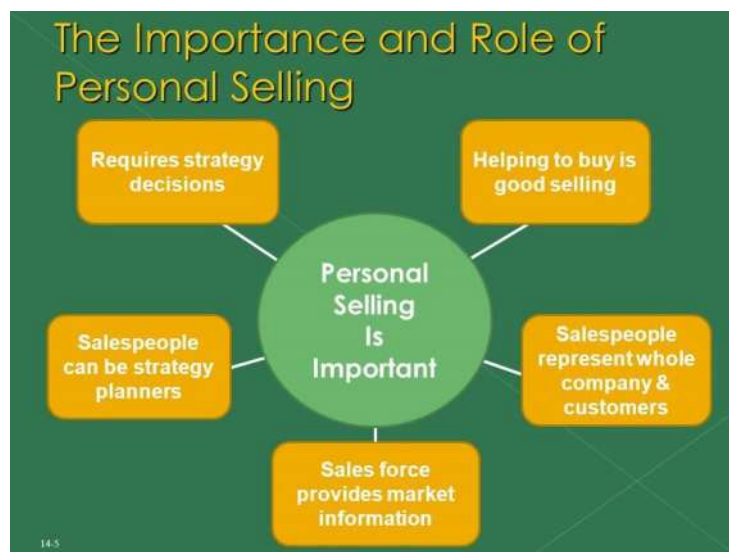 The Importance and Role of
Personal Selling
Requires strategy
decisions
Helping to buy is
good selling
Personal
Selling
Is
Important
Salespeople
can be strategy
planners
Salespeople
represent whole
company &
customers
Sales force
provides market
information
14-5